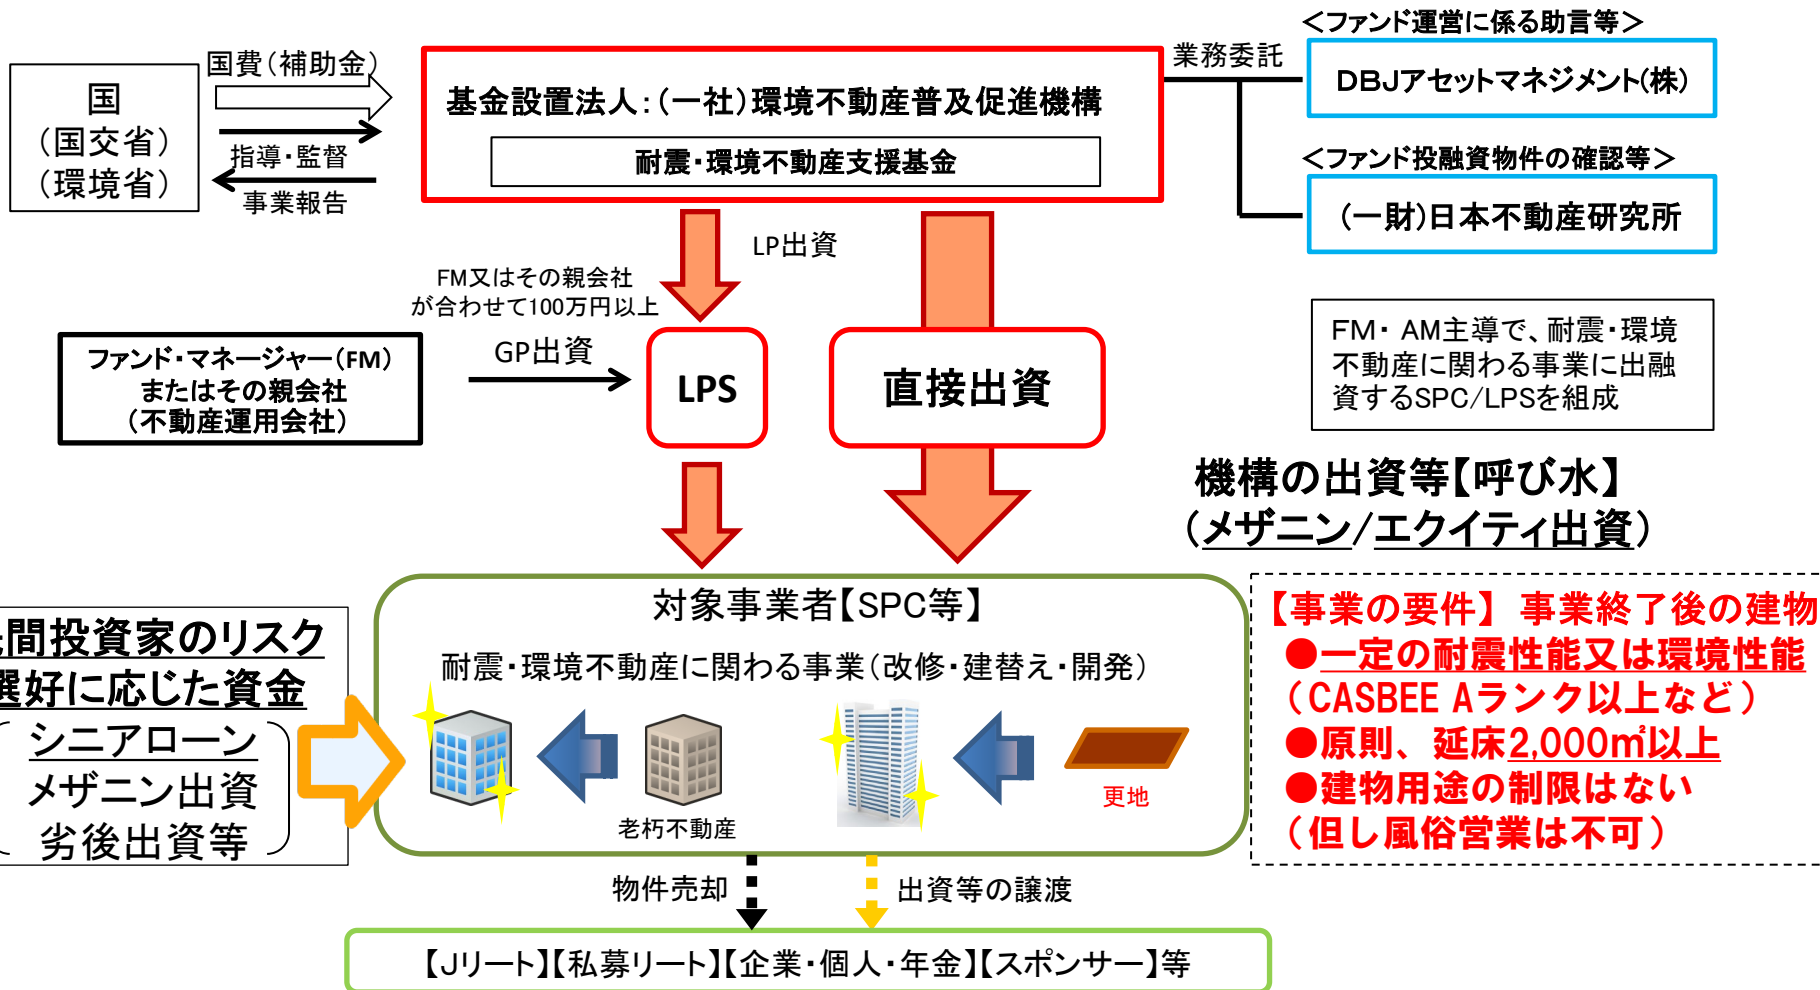 ＜ファンド運営に係る助言等＞
国費（補助金）
業務委託
国
（国交省）
（環境省）
指導・監督
事業報告
基金設置法人：（一社）環境不動産普及促進機構
耐震・環境不動産支援基金
DBJアセットマネジメント(株)
＜ファンド投融資物件の確認等＞
（一財）日本不動産研究所
LP出資
FM又はその親会社
が合わせて100万円以上
GP出資
ファンド・マネージャー（FM）
またはその親会社
（不動産運用会社）
LPS
直接出資
FM・AM主導で、耐震・環境
不動産に関わる事業に出融
資するSPC/LPSを組成
機構の出資等【呼び水】
（メザニン/エクイティ出資）
対象事業者【SPC等】
耐震・環境不動産に関わる事業（改修・建替え・開発）
老朽不動産
更地
間投資家のリスク
選好に応じた資金
シニアローン
メザニン出資
劣後出資等
【事業の要件】 事業終了後の建物
●一定の耐震性能又は環境性能
（CASBEE Aランク以上など）
●原則、延床2,000㎡以上
●建物用途の制限はない
（但し風俗営業は不可）
物件売却
出資等の譲渡
【Jリート】【私募リート】【企業・個人・年金】【スポンサー】等